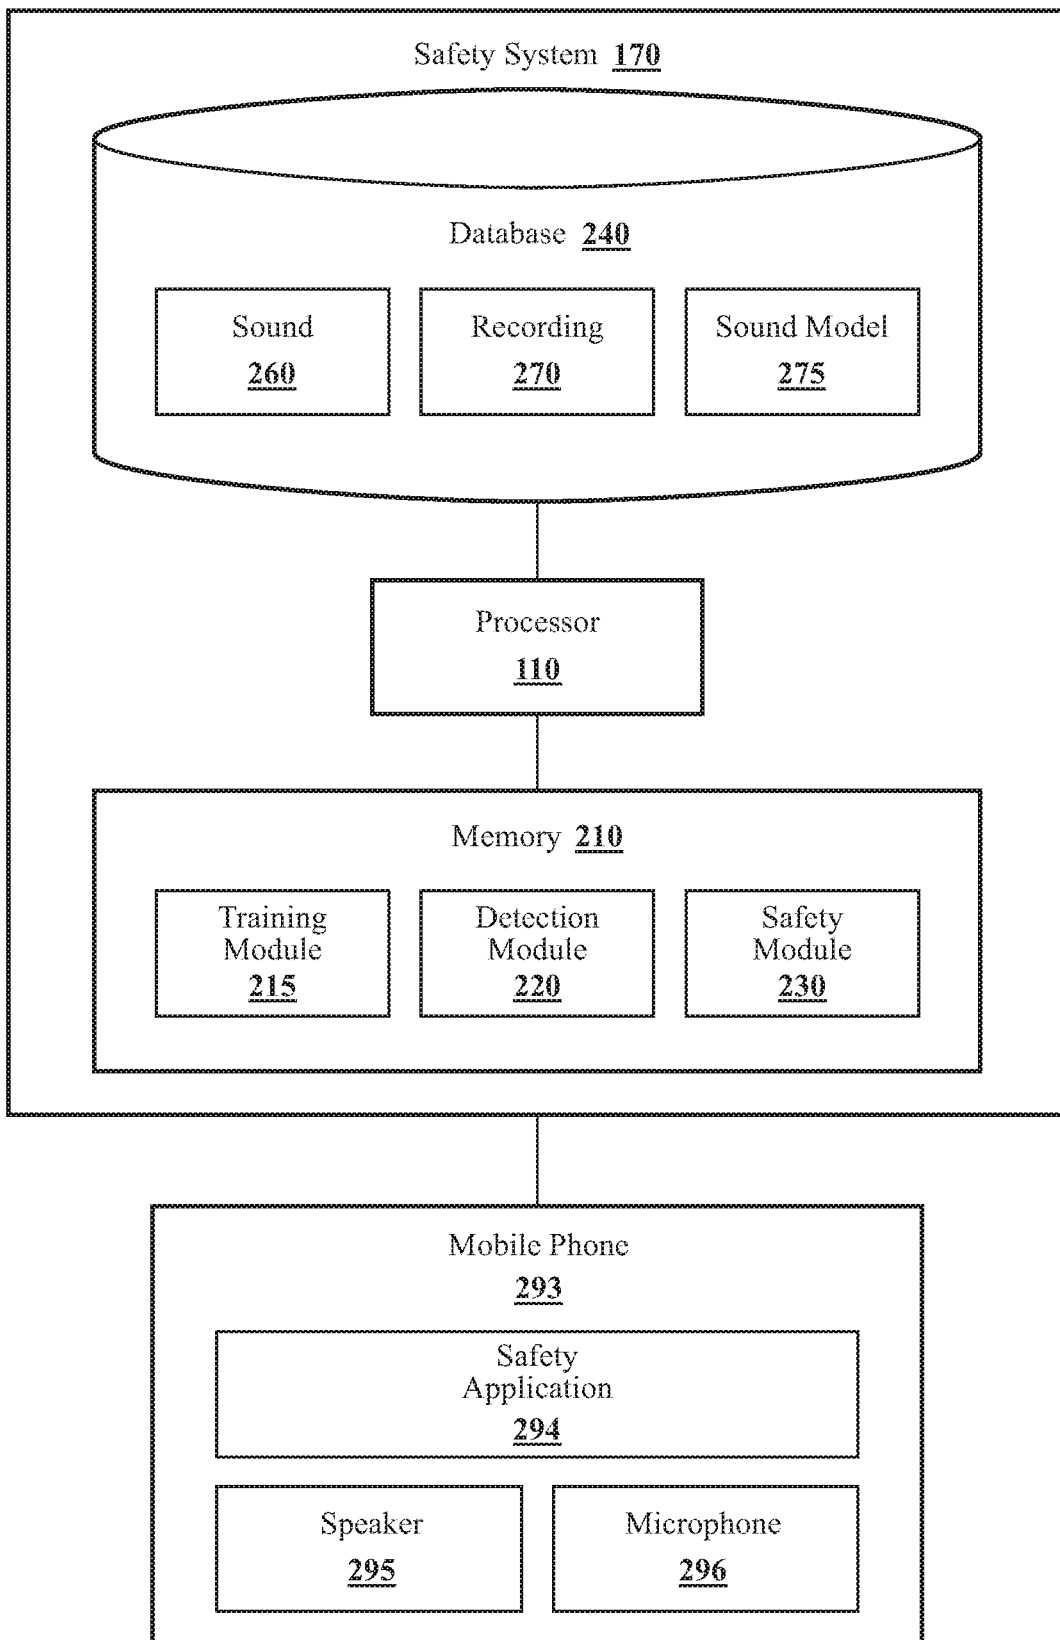 Safety System 170
Database 240
Sound
260
Recording
270
Sound Model
275
Processor
110
Memory 210
Training
Module
215
Detection
Module
220
Safety
Module
230
Mobile Phone
293
Safety
Application
294
Speaker
295
Microphone
296